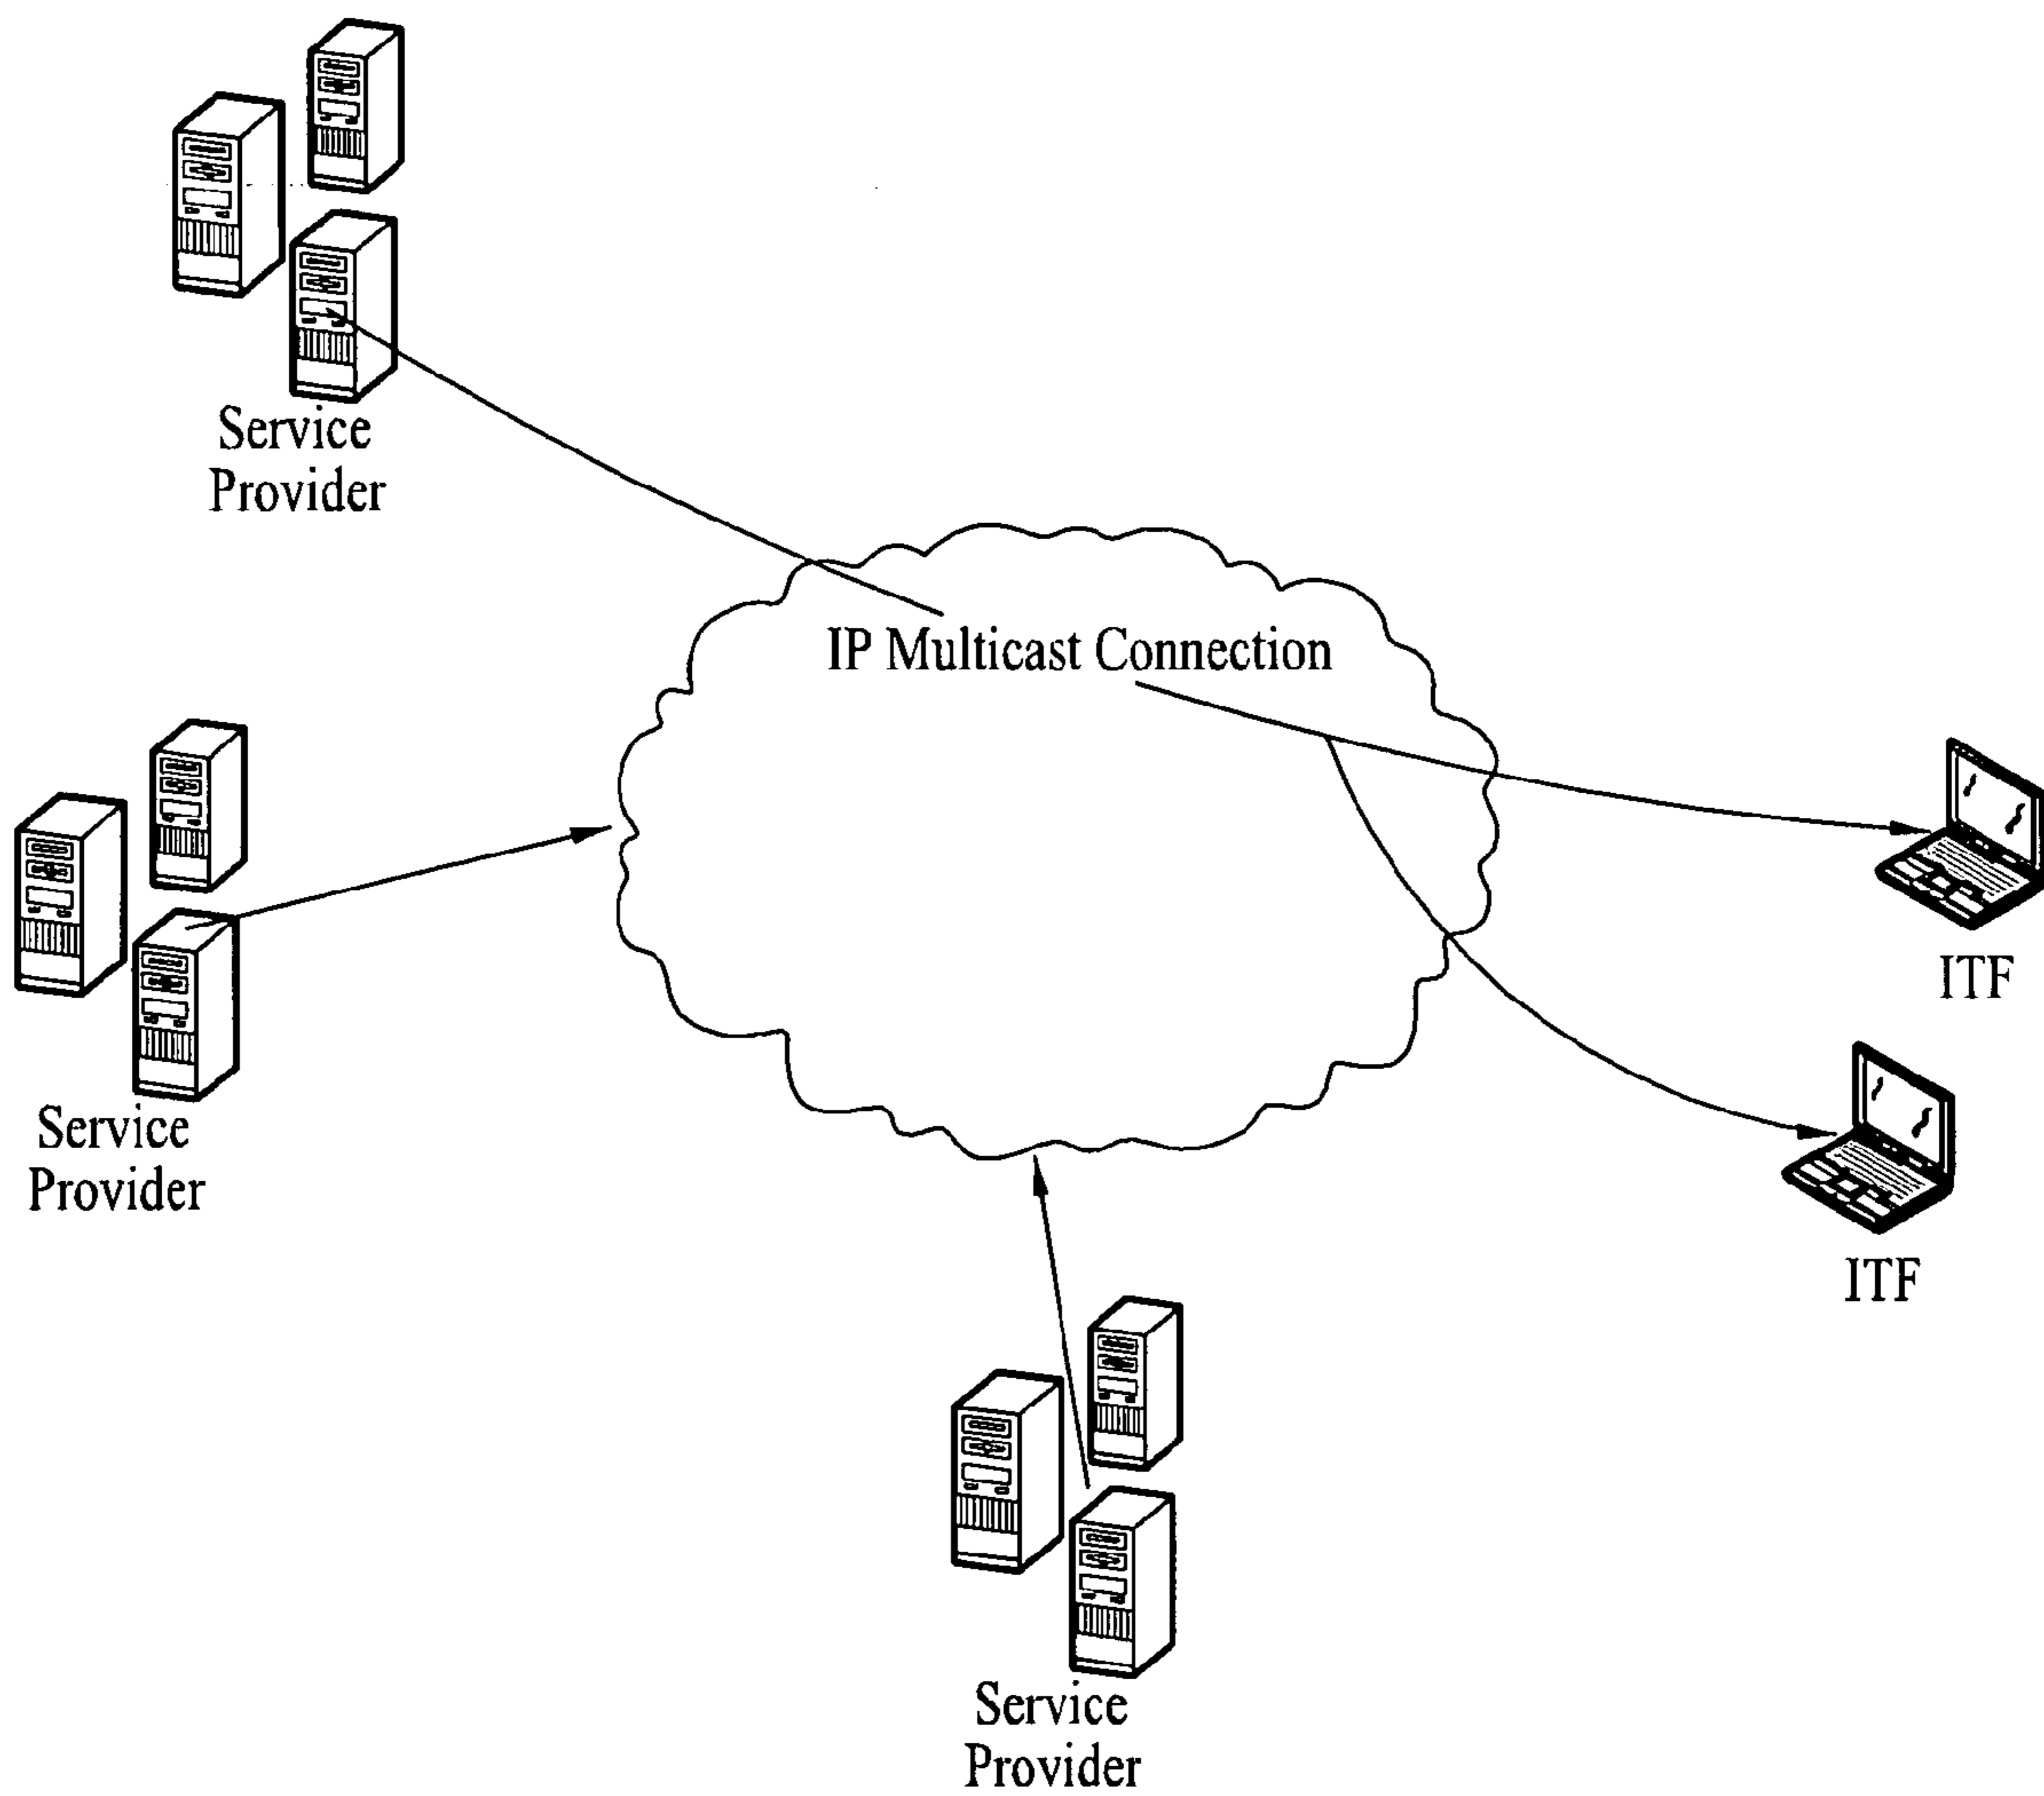 Service
Provider
IP Multicast Connection
Service
Provider
ITF
ITF
Service
Provider